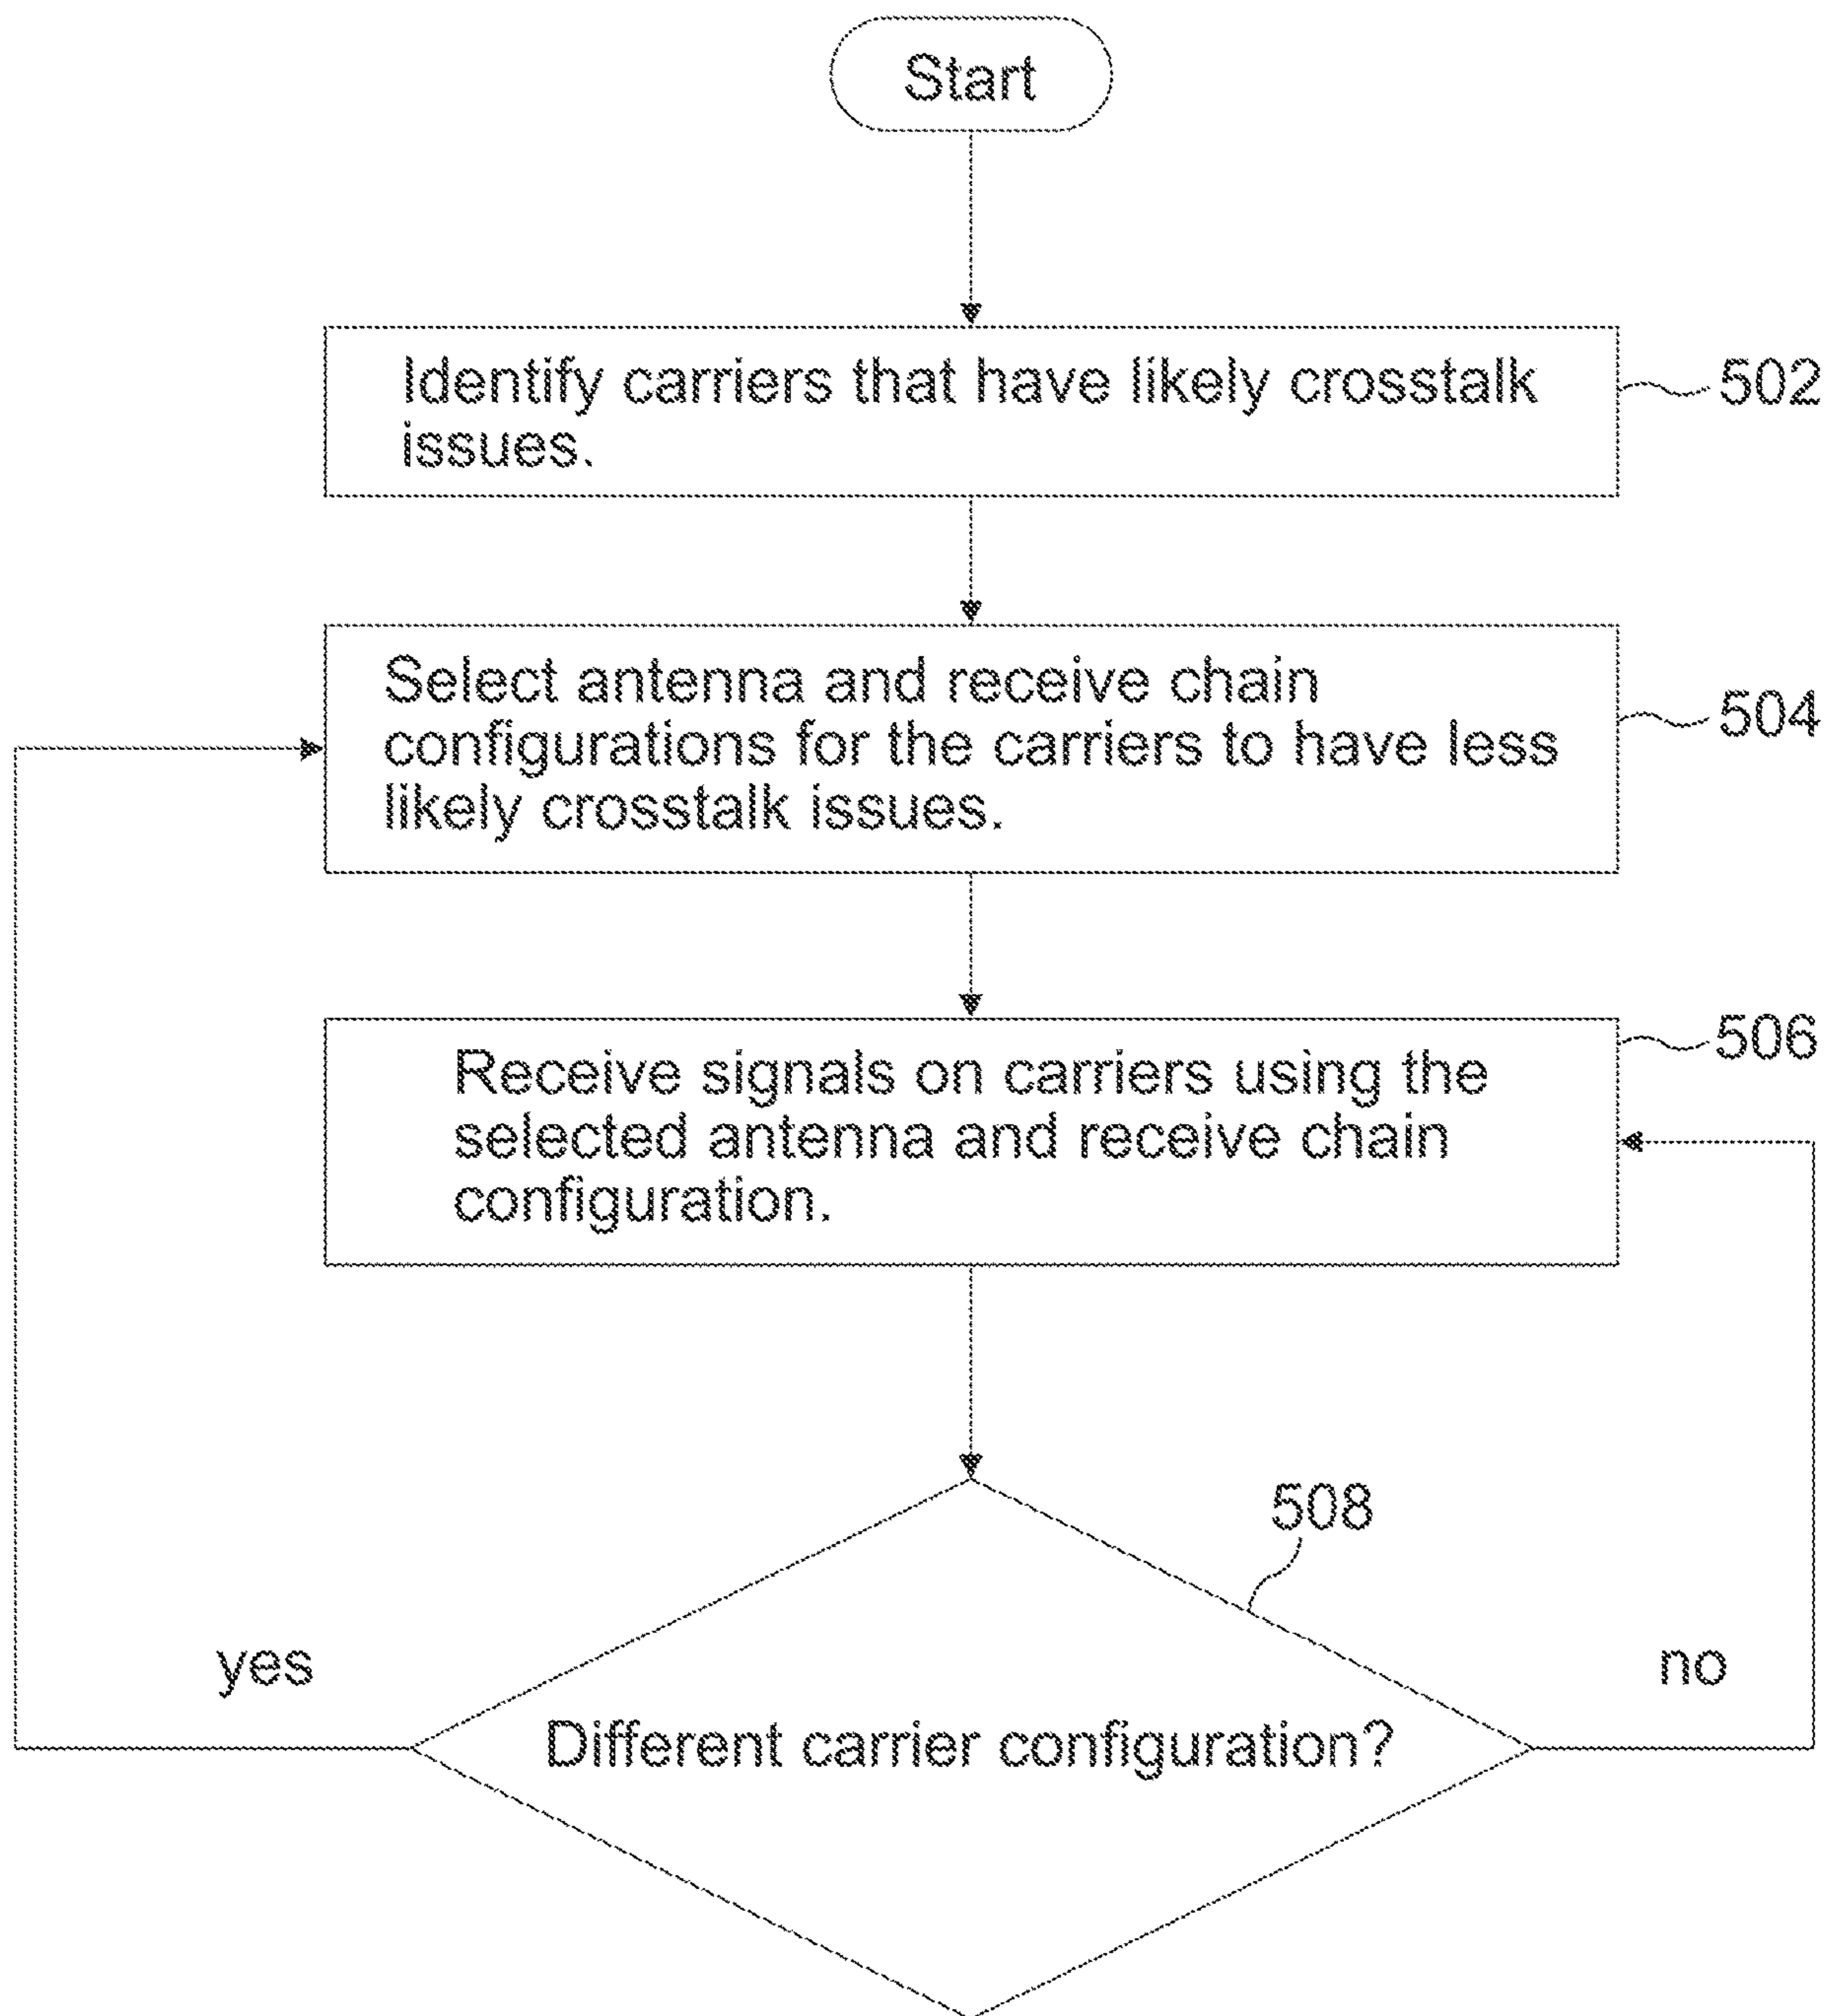 Start
Identify carriers that have likely crosstalk
issues.
502
Select antenna and receive chain
configurations for the carriers to have less
likely crosstalk issues.
504
Receive signals on carriers using the
selected antenna and receive chain
configuration.
506
508
yes
no
Different carrier configuration?